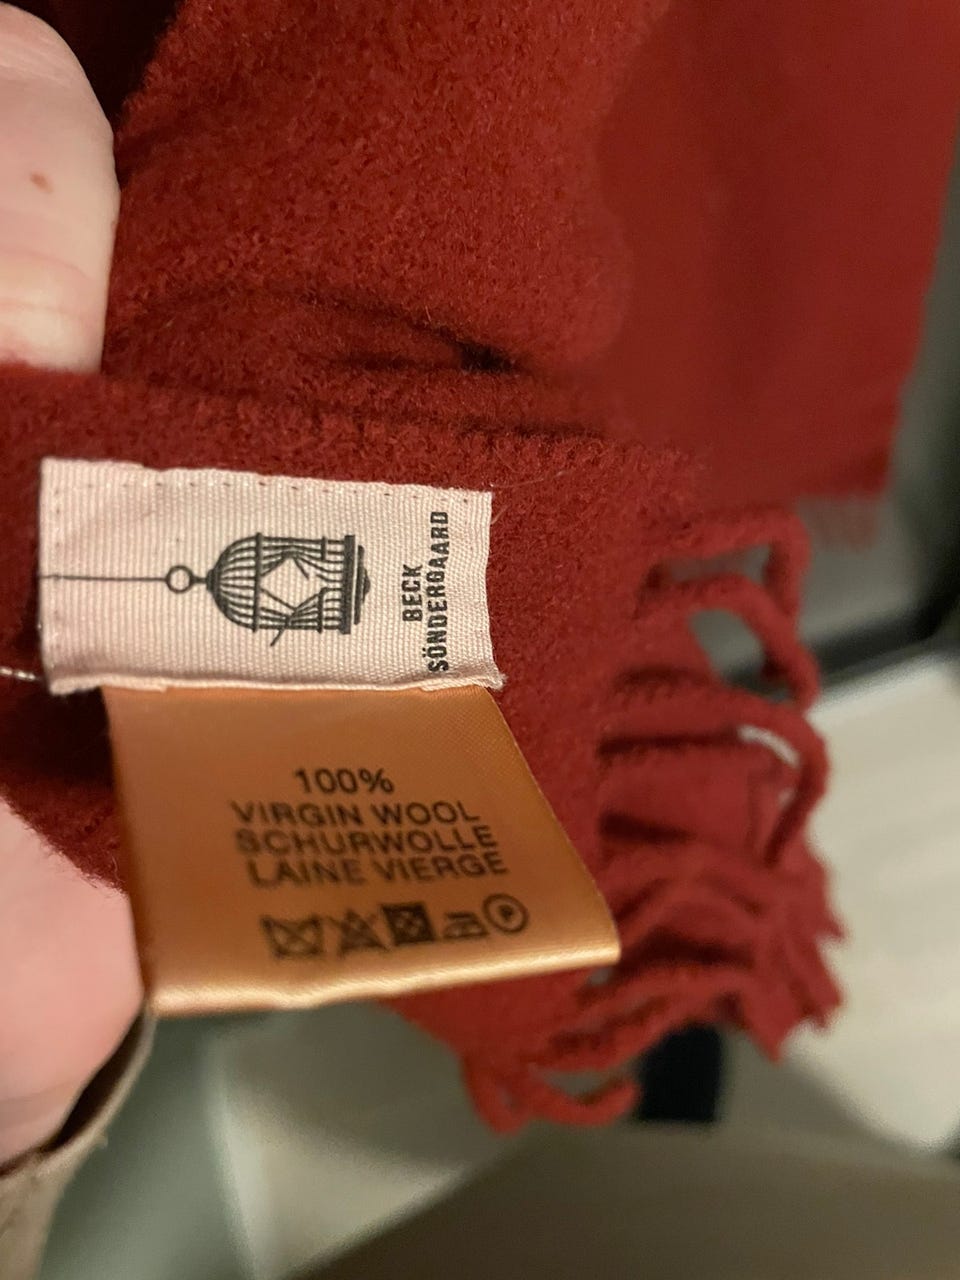 BECK
SÖNDERGAARD
100%
VIRGIN WOOL
SCHURWOLLE
LAINE VIERGE
P